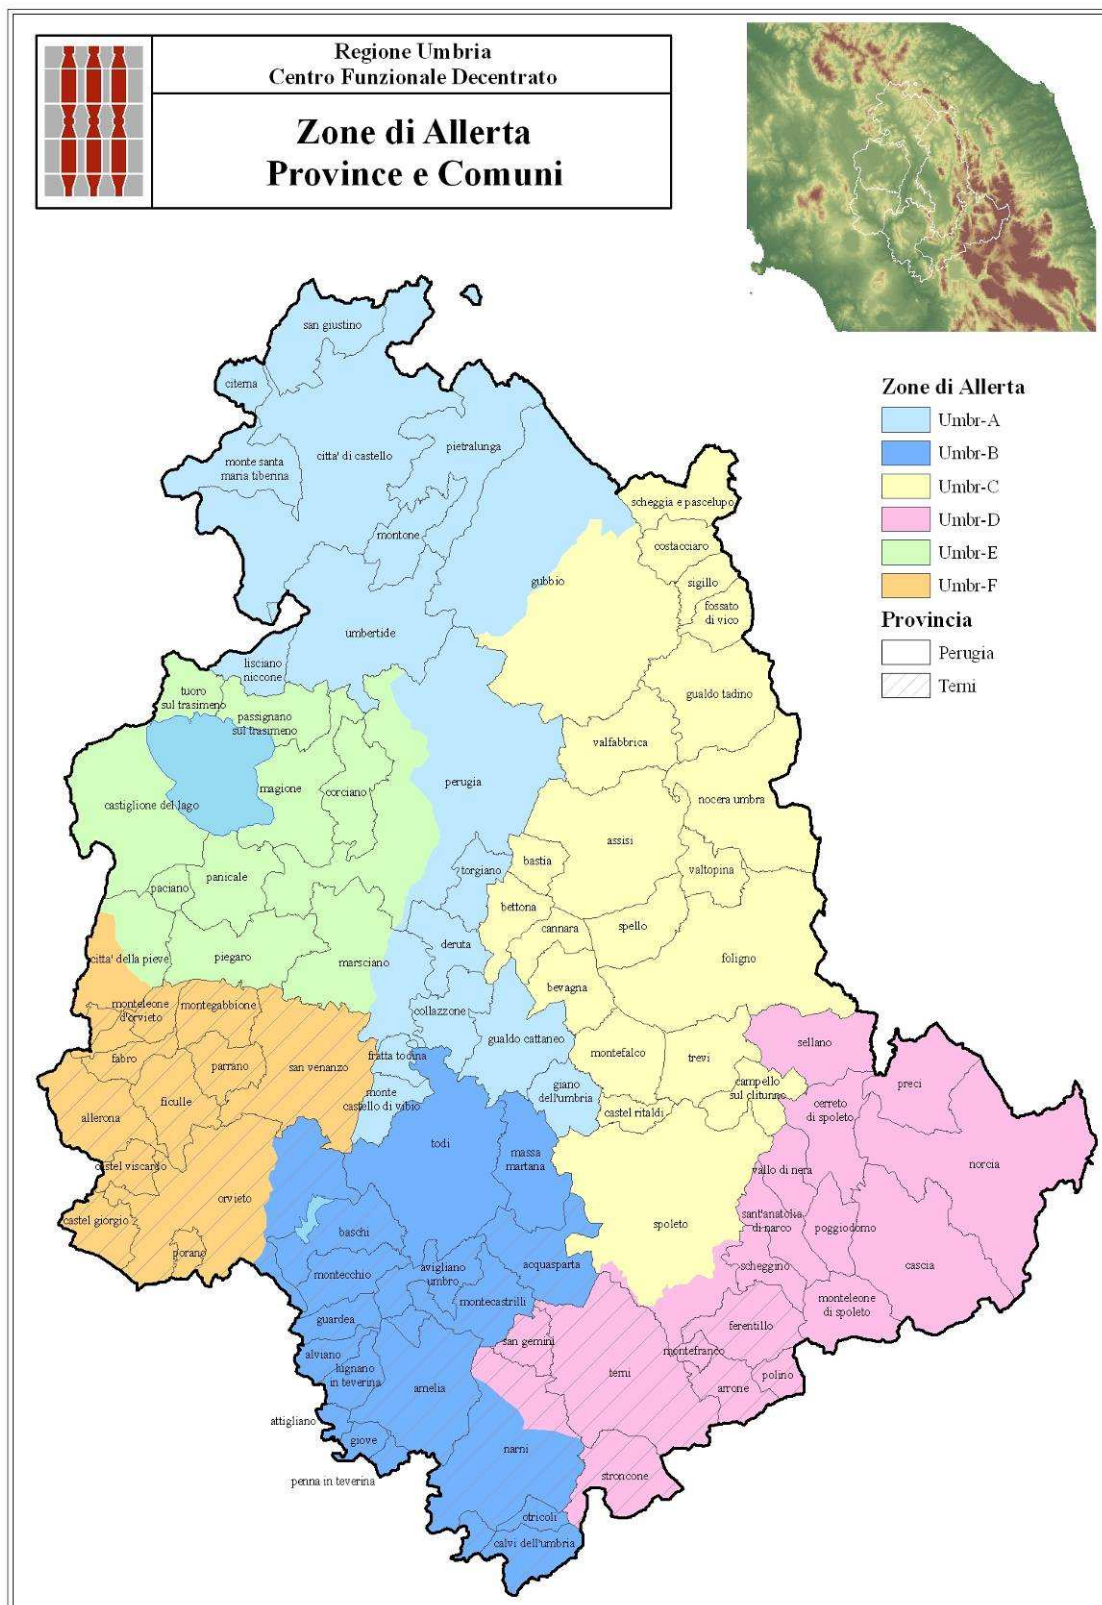 Regione Umbria
Centro Funzionale Decentrato
Zone di Allerta
Province e Comuni
Zone di Allerta
Umbr-A
Umbr-B
Umbr-C
Umbr-D
Umbr-E
Umbr-F
Provincia
Perugia
Terni
san giustino
citerna
citta' di castello
pietralunga
monte santa
maria tiberina
montone
scheggia e pascelupo
costacciaro
sigillo
gubbio
fossato
di vico
umbertide
lisciano
niccone
tuoro
sul trasimeno
passignano
sul trasimeno
gualdo tadino
valfabbrica
perugia
magione
corciano
castiglione del lago
nocera umbra
assisi
bastia
valtopina
torgiano
panicale
paciano
bettona
cannara
spello
deruta
foligno
citta' della pieve
piegaro
marsciano
bevagna
monteleone
d'orvieto
montegabbione
collazzone
gualdo cattaneo
sellano
fabro
parrano
san venanzo
fratta todina
montefalco
trevi
preci
campello
sul clitunno
ficulle
monte
castello di vibio
giano
dell'umbria
cerreto
di spoleto
allerona
castel ritaldi
todi
massa
martana
norcia
castel viscardo
vallo di nera
orvieto
castel giorgio
sant'anatolia
di narco
poggiodomo
spoleto
baschi
porano
montecchio
avigliano
umbro
acquasparta
scheggino
cascia
montecastrilli
monteleone
di spoleto
guardea
ferentillo
alviano
san gemini
montefranco
lugnano
in teverina
terni
polino
amelia
arrone
attigliano
giove
narni
penna in teverina
stroncone
otricoli
calvi dell'umbria